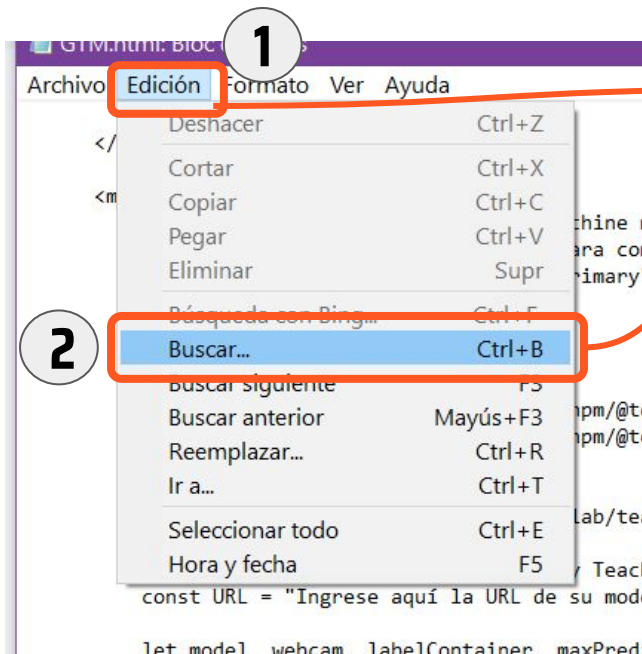 1
GTM.html: Bloc
Archivo Edición Formato Ver Ayuda
Deshacer Ctrl+Z
</
Cortar Ctrl+X
<m
Copiar Ctrl+C
Pegar Ctrl+V
Eliminar Supr
Búsqueda con Bing... Ctrl+F
2
Buscar... Ctrl+B
Buscar siguiente F3
Buscar anterior Mayús+F3
Reemplazar... Ctrl+R
Ir a... Ctrl+T
Seleccionar todo Ctrl+E
Hora y fecha F5
const URL = "Ingrese aquí la URL de su mod
let model, webcam, labelContainer, maxPred